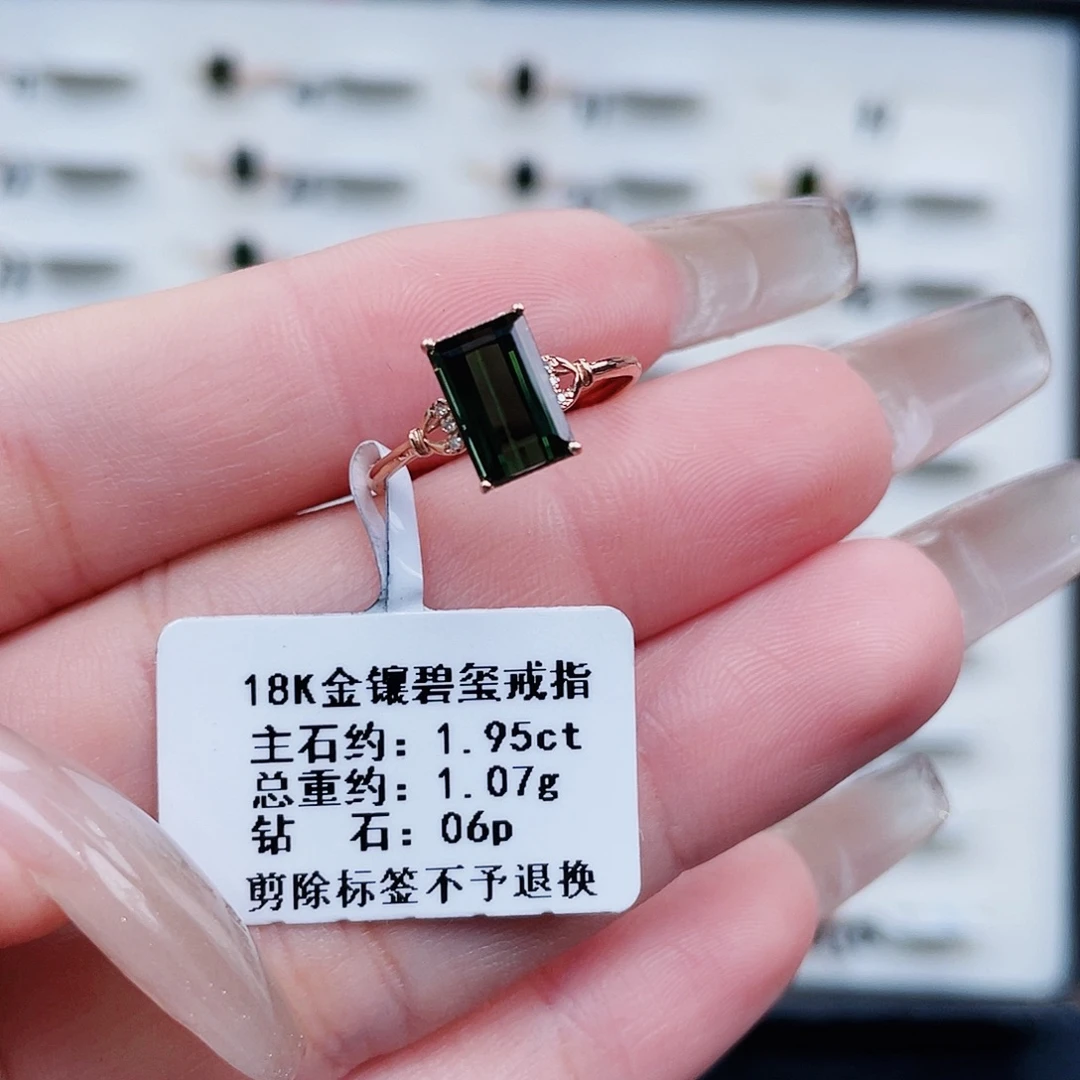 18K金镶碧玺戒指
主石约：1.95ct
总重约：1.07g
钻 石：06p
剪除标签不予退换